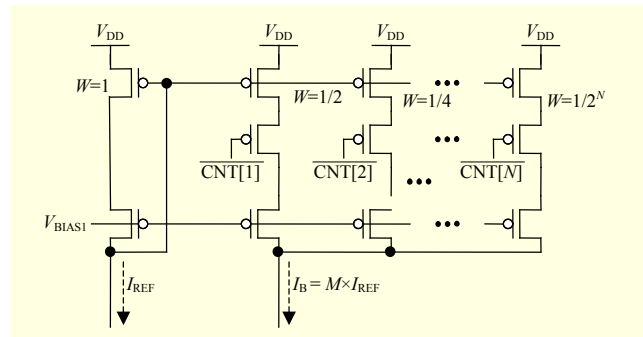 V_DD V_DD V_DD V_DD
W=1 W=1/2 W=1/4 ••• W=1/2^N
•••
CNT[1] CNT[2] CNT[N]
•••
V_BIAS1 •••
I_REF I_B = M×I_REF